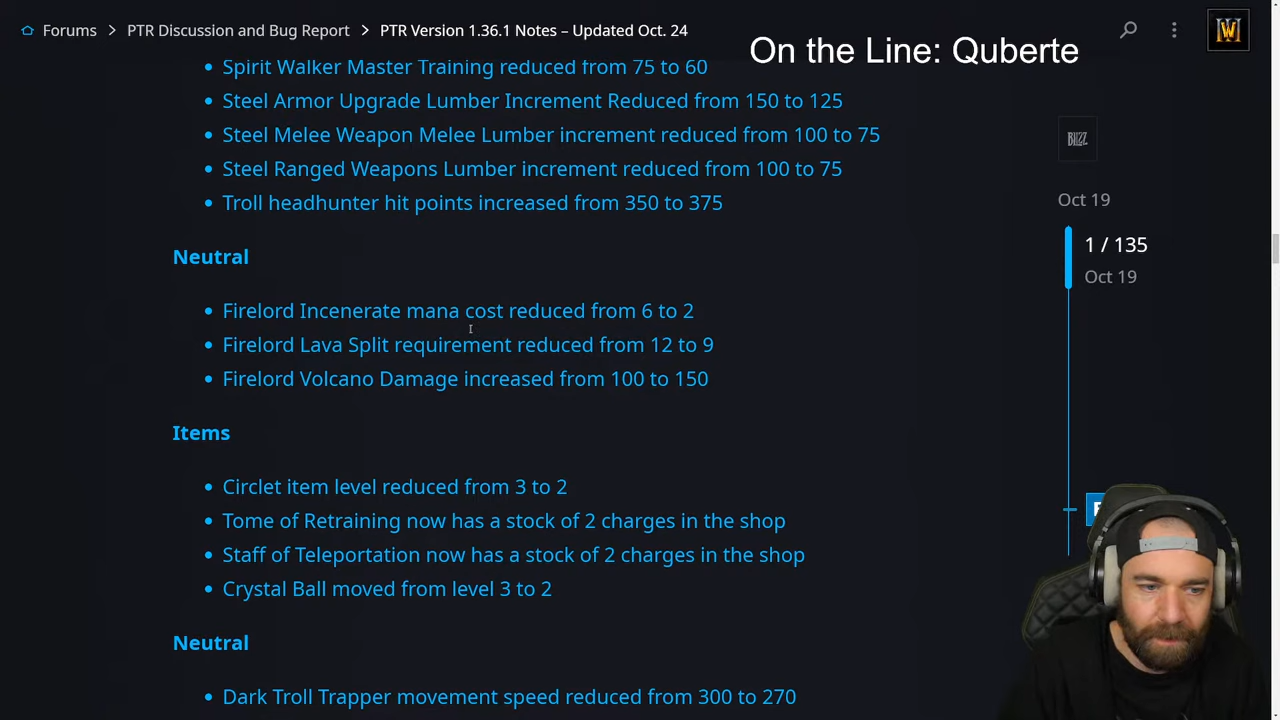 Forums > PTR Discussion and Bug Report > PTR Version 1.36.1 Notes – Updated Oct. 24
On the Line: Quberte
Spirit Walker Master Training reduced from 75 to 60
Steel Armor Upgrade Lumber Increment Reduced from 150 to 125
Steel Melee Weapon Melee Lumber increment reduced from 100 to 75
Steel Ranged Weapons Lumber increment reduced from 100 to 75
Troll headhunter hit points increased from 350 to 375
Neutral
Firelord Incenerate mana cost reduced from 6 to 2
Firelord Lava Split requirement reduced from 12 to 9
Firelord Volcano Damage increased from 100 to 150
Items
Circlet item level reduced from 3 to 2
Tome of Retraining now has a stock of 2 charges in the shop
Staff of Teleportation now has a stock of 2 charges in the shop
Crystal Ball moved from level 3 to 2
Neutral
Dark Troll Trapper movement speed reduced from 300 to 270
BLIZZ
Oct 19
1 / 135
Oct 19